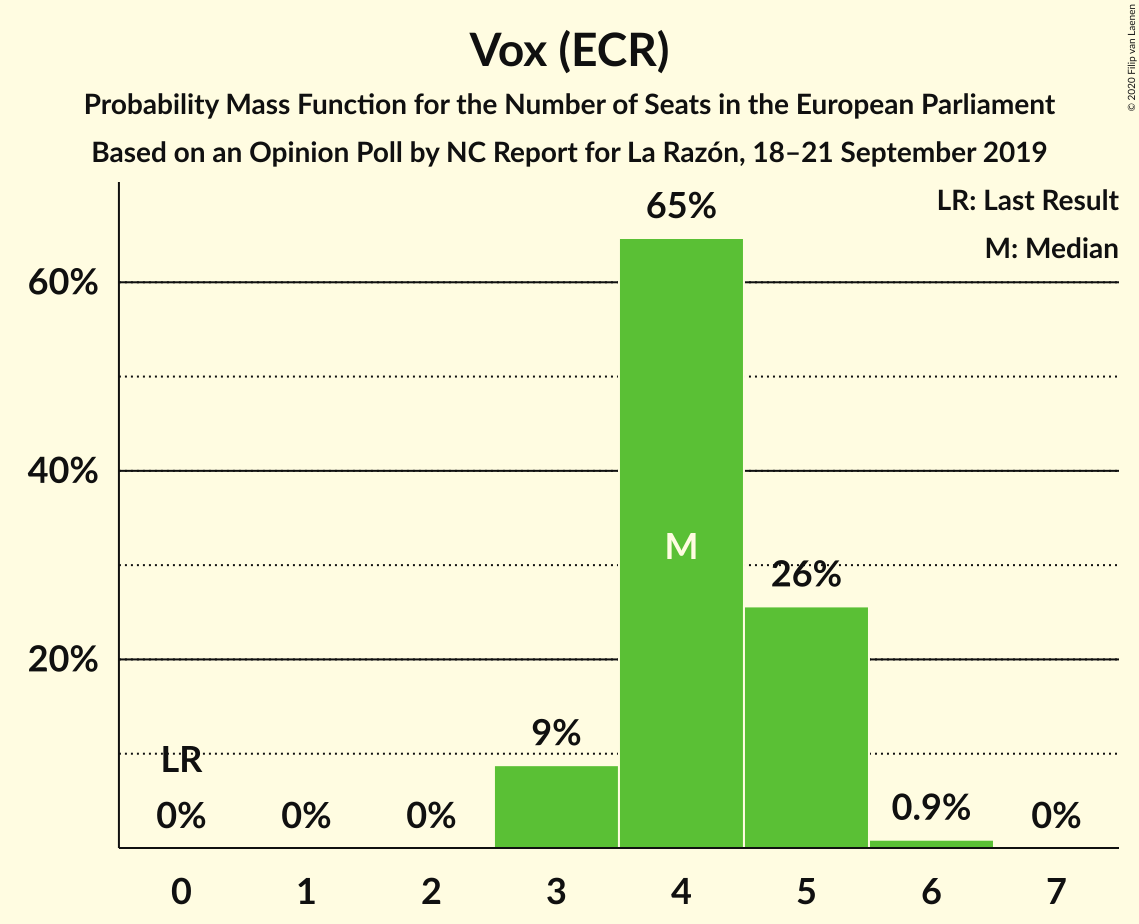 Vox (ECR)
Probability Mass Function for the Number of Seats in the European Parliament
Based on an Opinion Poll by NC Report for La Razón, 18–21 September 2019
© 2020 Filip van Laenen
LR: Last Result
M: Median
65%
60%
40%
M
26%
20%
9%
LR
0%
0%
0%
0.9%
0%
0 1 2 3 4 5 6 7